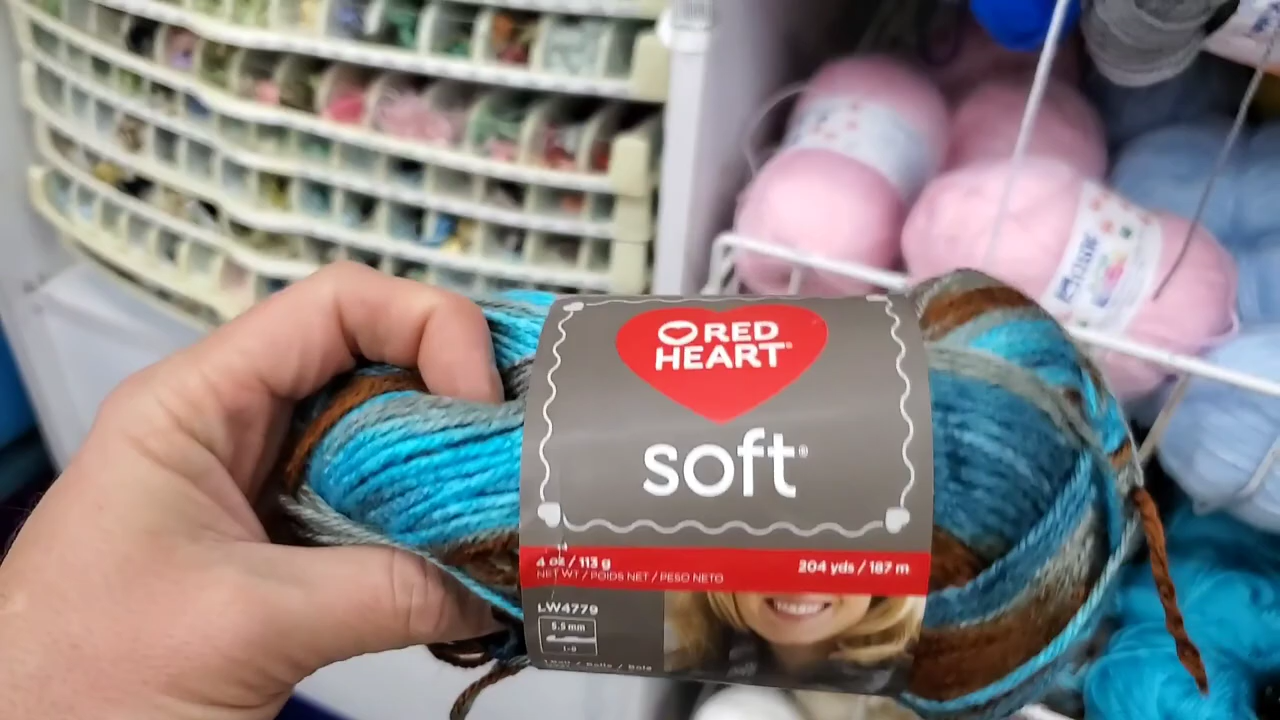 RED
HEART®
soft®
4 oz / 113 g
NET WT / POIDS NET / PESO NETO
204 yds / 187 m
LW4779
5.5 mm
I-9